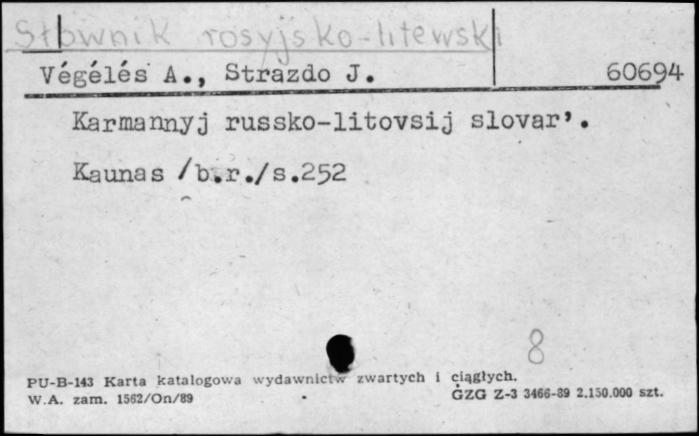 Słownik rosyjsko-litewski
Végélés A., Strazdo J. 60694
Karmannyj russko-litovsij slovar’.
Kaunas /b.r./s.252
8
PU-B-143 Karta katalogowa wydawnictw zwartych i ciągłych.
W.A. zam. 1562/On/89 GZG Z-3 3466-89 2.150.000 szt.